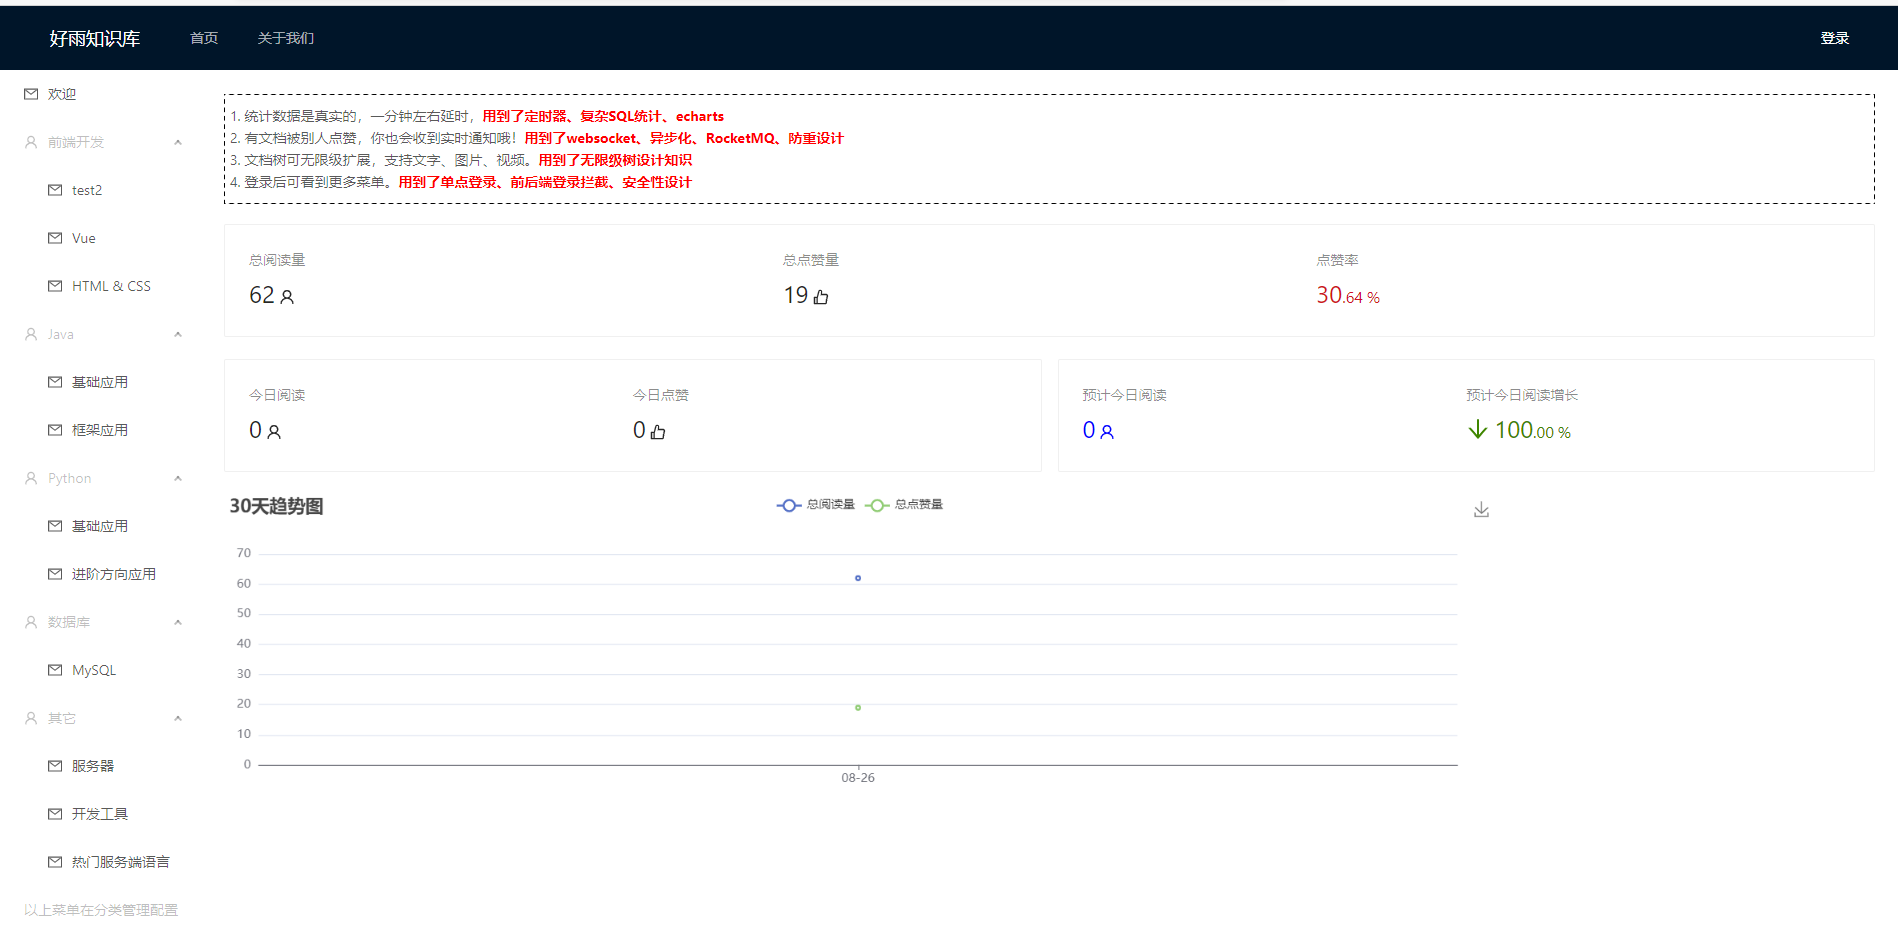 好雨知识库
首页
关于我们
登录
欢迎
前端开发
test2
Vue
HTML & CSS
Java
基础应用
框架应用
Python
基础应用
进阶方向应用
数据库
MySQL
其它
服务器
开发工具
热门服务端语言
以上菜单在分类管理配置
1. 统计数据是真实的，一分钟左右延时，用到了定时器、复杂SQL统计、echarts
2. 有文档被别人点赞，你也会收到实时通知哦！用到了websocket、异步化、RocketMQ、防重设计
3. 文档树可无限级扩展，支持文字、图片、视频。用到了无限级树设计知识
4. 登录后可看到更多菜单。用到了单点登录、前后端登录拦截、安全性设计
总阅读量
62
总点赞量
19
点赞率
30.64 %
今日阅读
0
今日点赞
0
预计今日阅读
0
预计今日阅读增长
100.00 %
30天趋势图
总阅读量
总点赞量
70
60
50
40
30
20
10
0
08-26